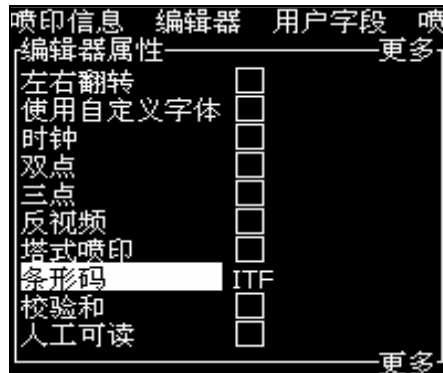 喷印信息 编辑器 用户字段 喷
编辑器属性 更多
左右翻转
使用自定义字体
时钟
双点
三点
反视频
塔式喷印
条形码 ITF
校验和
人工可读
更多